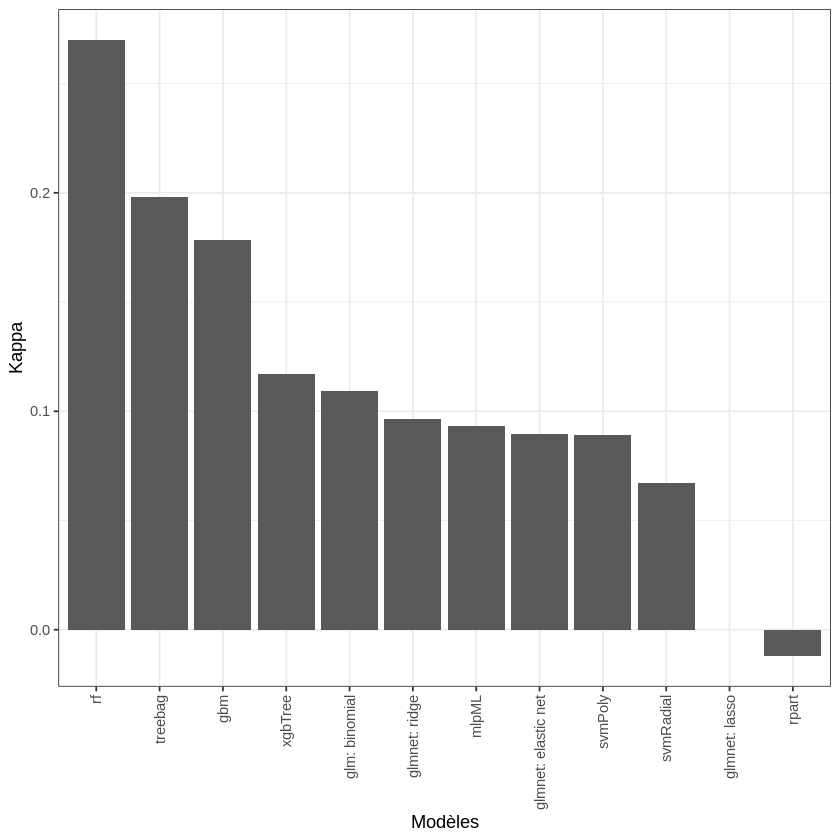 Kappa
0.2
0.1
0.0
rf
treebag
gbm
xgbTree
glm: binomial
glmnet: ridge
mlpML
glmnet: elastic net
svmPoly
svmRadial
glmnet: lasso
rpart
Modèles